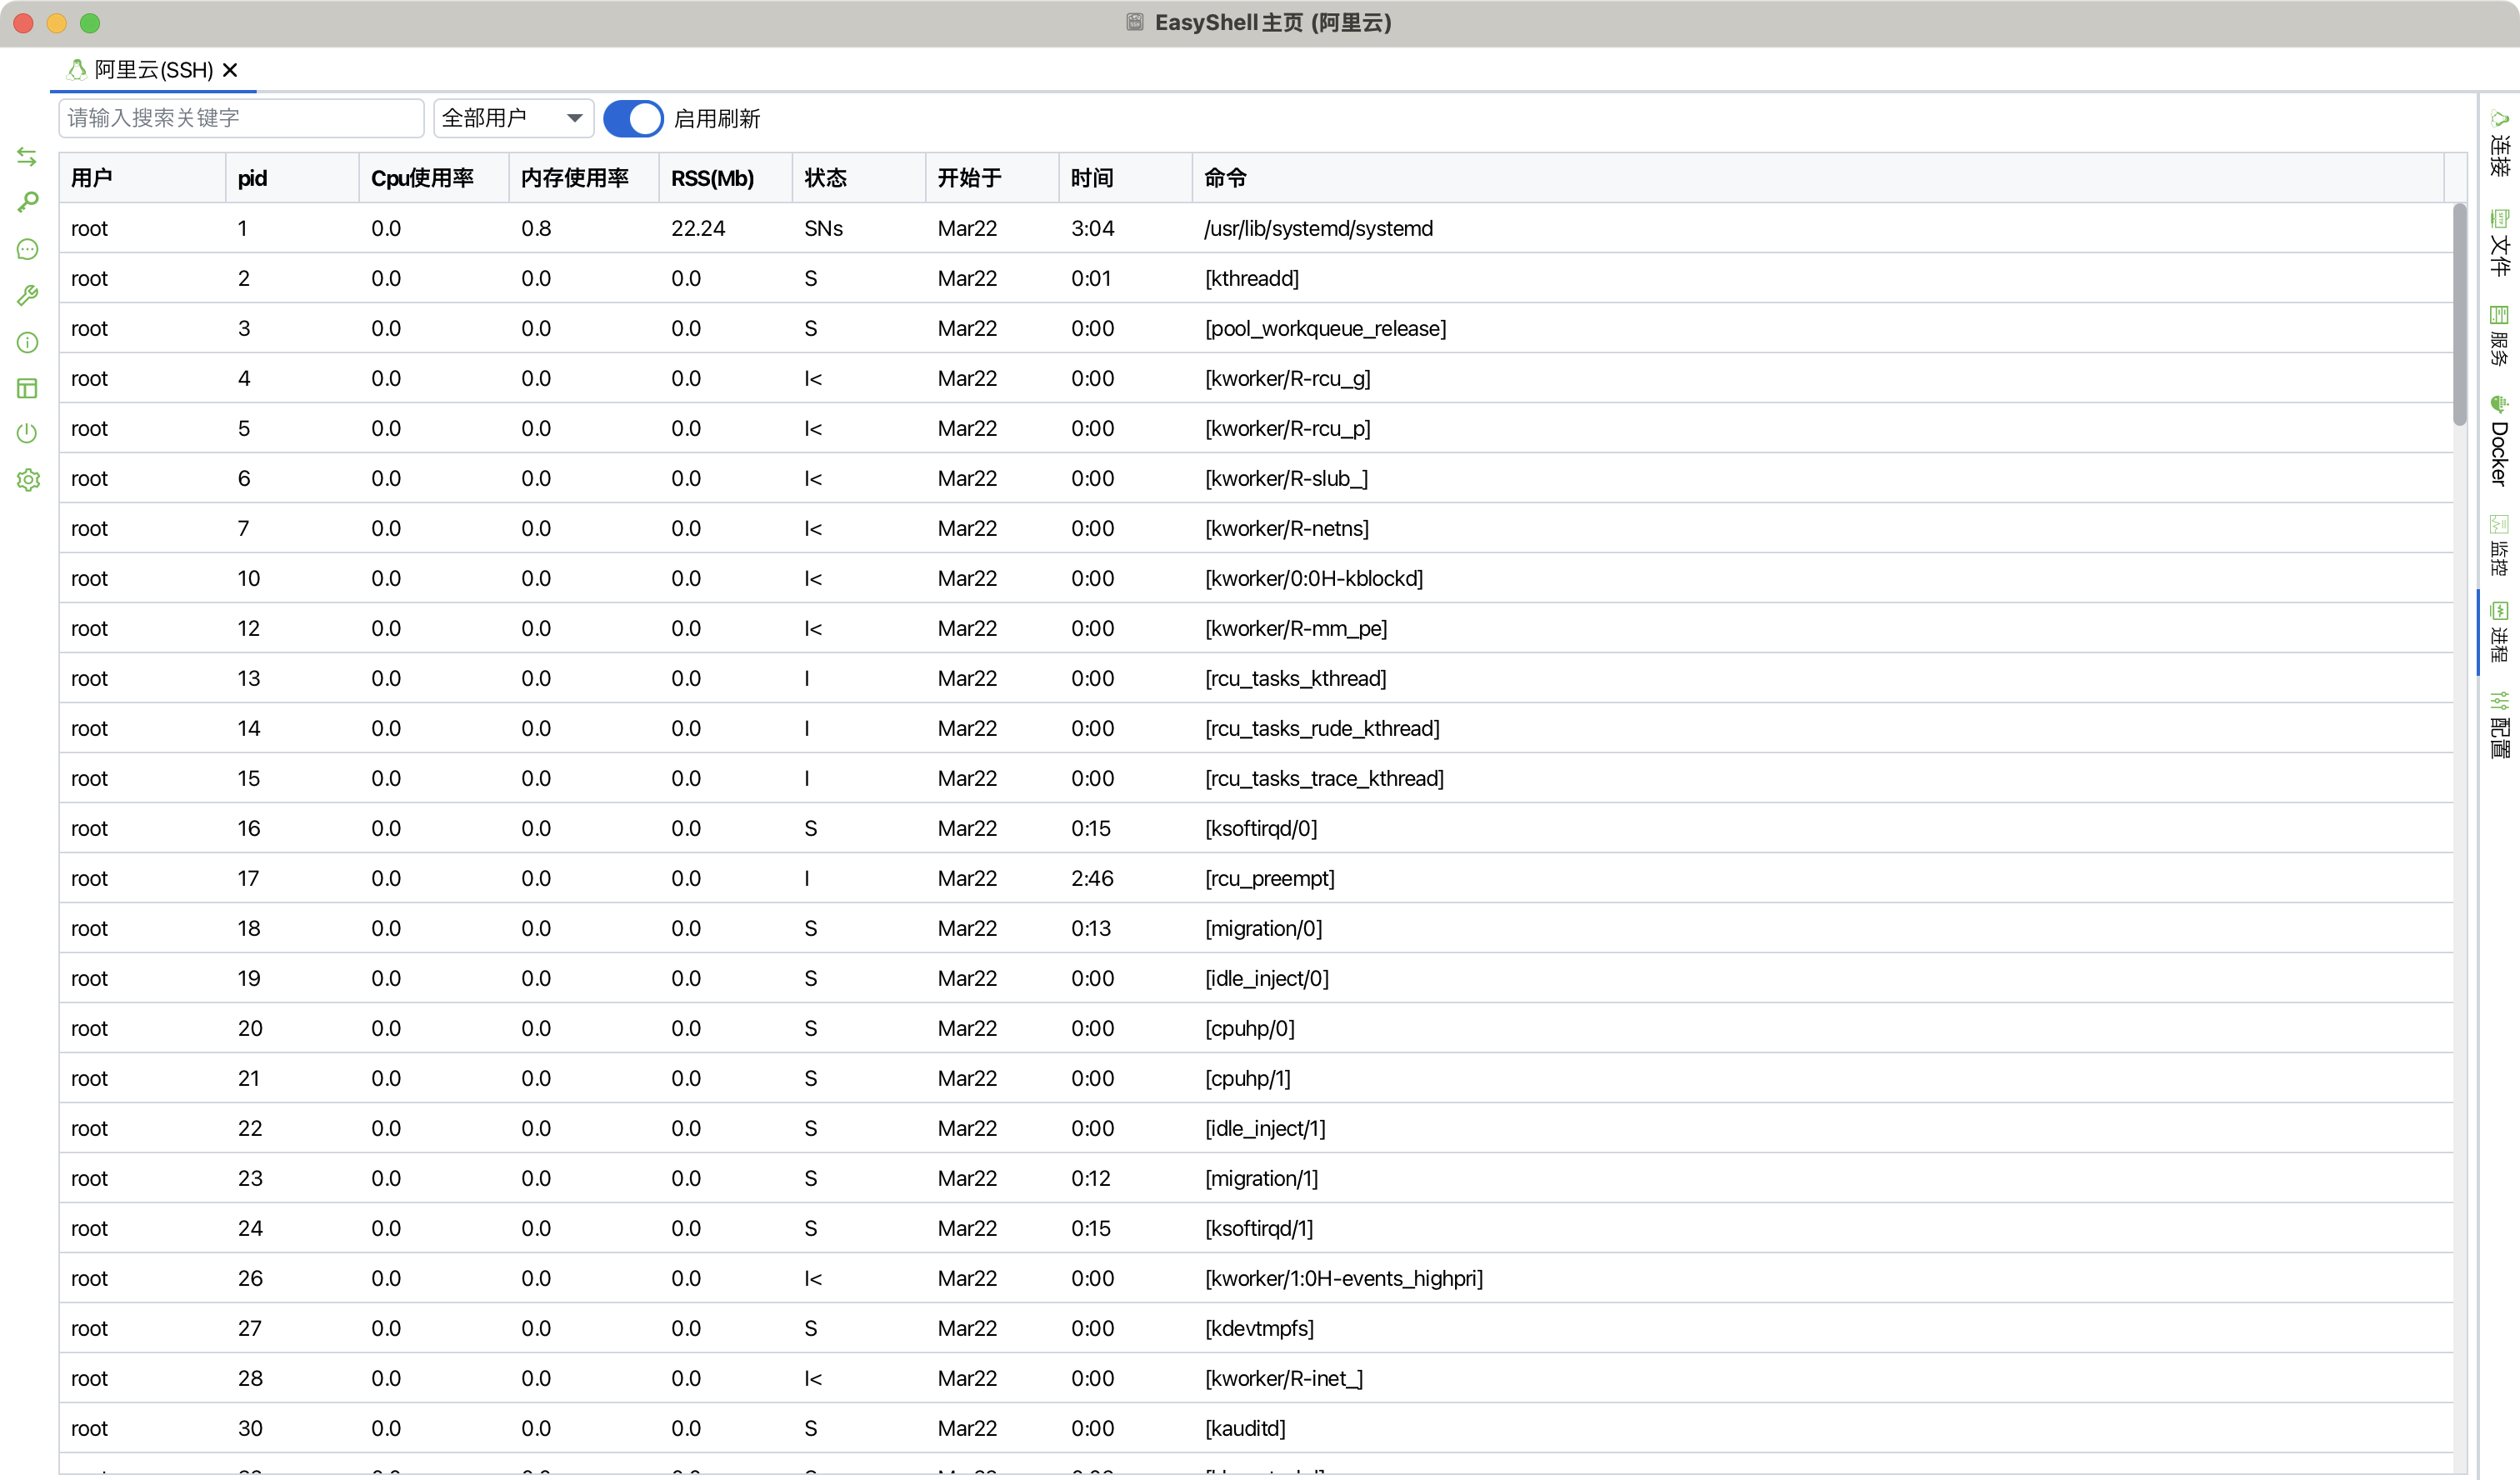 EasyShell主页 (阿里云)
阿里云(SSH)
请输入搜索关键字 全部用户 启用刷新
用户 pid Cpu使用率 内存使用率 RSS(Mb) 状态 开始于 时间 命令
root 1 0.0 0.8 22.24 SNs Mar22 3:04 /usr/lib/systemd/systemd
root 2 0.0 0.0 0.0 S Mar22 0:01 [kthreadd]
root 3 0.0 0.0 0.0 S Mar22 0:00 [pool_workqueue_release]
root 4 0.0 0.0 0.0 I< Mar22 0:00 [kworker/R-rcu_g]
root 5 0.0 0.0 0.0 I< Mar22 0:00 [kworker/R-rcu_p]
root 6 0.0 0.0 0.0 I< Mar22 0:00 [kworker/R-slub_]
root 7 0.0 0.0 0.0 I< Mar22 0:00 [kworker/R-netns]
root 10 0.0 0.0 0.0 I< Mar22 0:00 [kworker/0:0H-kblockd]
root 12 0.0 0.0 0.0 I< Mar22 0:00 [kworker/R-mm_pe]
root 13 0.0 0.0 0.0 I Mar22 0:00 [rcu_tasks_kthread]
root 14 0.0 0.0 0.0 I Mar22 0:00 [rcu_tasks_rude_kthread]
root 15 0.0 0.0 0.0 I Mar22 0:00 [rcu_tasks_trace_kthread]
root 16 0.0 0.0 0.0 S Mar22 0:15 [ksoftirqd/0]
root 17 0.0 0.0 0.0 I Mar22 2:46 [rcu_preempt]
root 18 0.0 0.0 0.0 S Mar22 0:13 [migration/0]
root 19 0.0 0.0 0.0 S Mar22 0:00 [idle_inject/0]
root 20 0.0 0.0 0.0 S Mar22 0:00 [cpuhp/0]
root 21 0.0 0.0 0.0 S Mar22 0:00 [cpuhp/1]
root 22 0.0 0.0 0.0 S Mar22 0:00 [idle_inject/1]
root 23 0.0 0.0 0.0 S Mar22 0:12 [migration/1]
root 24 0.0 0.0 0.0 S Mar22 0:15 [ksoftirqd/1]
root 26 0.0 0.0 0.0 I< Mar22 0:00 [kworker/1:0H-events_highpri]
root 27 0.0 0.0 0.0 S Mar22 0:00 [kdevtmpfs]
root 28 0.0 0.0 0.0 I< Mar22 0:00 [kworker/R-inet_]
root 30 0.0 0.0 0.0 S Mar22 0:00 [kauditd]
连接
文件
服务
Docker
监控
进程
配置